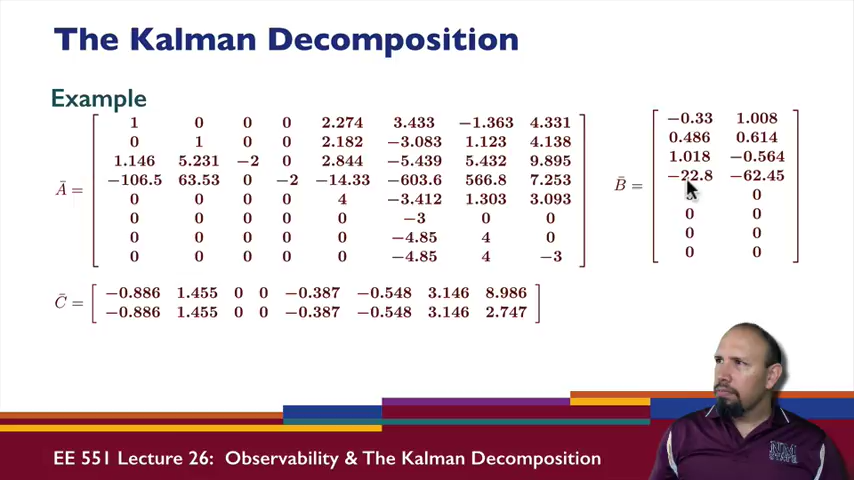 The Kalman Decomposition
Example
Ā = [ 1 0 0 0 2.274 3.433 −1.363 4.331
0 1 0 0 2.182 −3.083 1.123 4.138
1.146 5.231 −2 0 2.844 −5.439 5.432 9.895
−106.5 63.53 0 −2 −14.33 −603.6 566.8 7.253
0 0 0 0 4 −3.412 1.303 3.093
0 0 0 0 0 −3 0 0
0 0 0 0 0 −4.85 4 0
0 0 0 0 0 −4.85 4 −3 ]
B̄ = [ −0.33 1.008
0.486 0.614
1.018 −0.564
−22.8 −62.45
0
0 0
0 0
0 0 ]
C̄ = [ −0.886 1.455 0 0 −0.387 −0.548 3.146 8.986
−0.886 1.455 0 0 −0.387 −0.548 3.146 2.747 ]
NM
STATE
EE 551 Lecture 26: Observability & The Kalman Decomposition